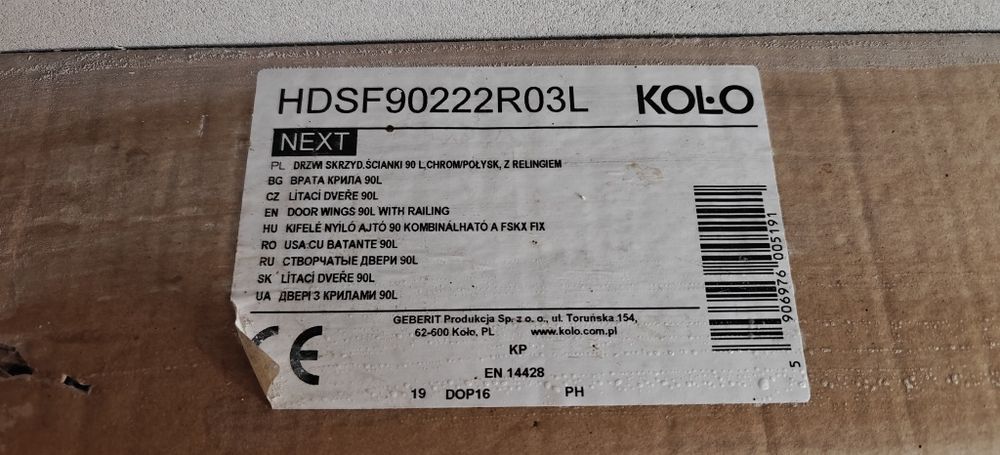 HDSF90222R03L KOŁO
NEXT
PL DRZWI SKRZYD.ŚCIANKI 90 L,CHROM/POŁYSK, Z RELINGIEM
BG ВРАТА КРИЛА 90L
CZ LÍTACÍ DVEŘE 90L
EN DOOR WINGS 90L WITH RAILING
HU KIFELÉ NYÍLÓ AJTÓ 90 KOMBINÁLHATÓ A FSKX FIX
RO USA CU BATANTE 90L
RU СТВОРЧАТЫЕ ДВЕРИ 90L
SK LÍTACÍ DVEŘE 90L
UA ДВЕРІ З КРИЛАМИ 90L
5 906976 005191
GEBERIT Produkcja Sp. z o. o., ul. Toruńska 154,
62-600 Koło, PL www.kolo.com.pl
CE
KP
EN 14428
19 DOP16 PH